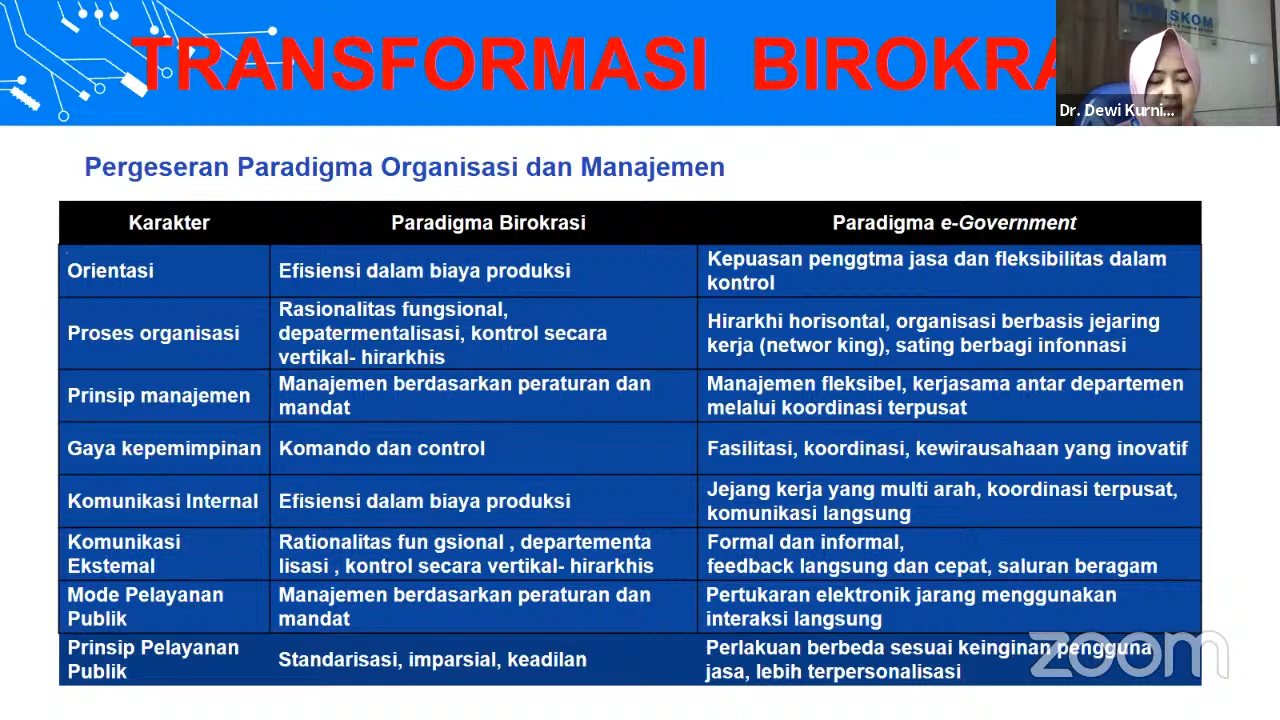 TRANSFORMASI BIROKRA
Dr. Dewi Kurni...
Pergeseran Paradigma Organisasi dan Manajemen
Karakter
Paradigma Birokrasi
Paradigma e-Government
Orientasi
Efisiensi dalam biaya produksi
Kepuasan penggtma jasa dan fleksibilitas dalam
kontrol
Proses organisasi
Rasionalitas fungsional,
depatermentalisasi, kontrol secara
vertikal- hirarkhis
Hirarkhi horisontal, organisasi berbasis jejaring
kerja (networ king), sating berbagi infonnasi
Prinsip manajemen
Manajemen berdasarkan peraturan dan
mandat
Manajemen fleksibel, kerjasama antar departemen
melalui koordinasi terpusat
Gaya kepemimpinan
Komando dan control
Fasilitasi, koordinasi, kewirausahaan yang inovatif
Komunikasi Internal
Efisiensi dalam biaya produksi
Jejang kerja yang multi arah, koordinasi terpusat,
komunikasi langsung
Komunikasi
Ekstemal
Rationalitas fun gsional , departementa
lisasi , kontrol secara vertikal- hirarkhis
Formal dan informal,
feedback langsung dan cepat, saluran beragam
Mode Pelayanan
Publik
Manajemen berdasarkan peraturan dan
mandat
Pertukaran elektronik jarang menggunakan
interaksi langsung
Prinsip Pelayanan
Publik
Standarisasi, imparsial, keadilan
Perlakuan berbeda sesuai keinginan pengguna
jasa, lebih terpersonalisasi
zoom